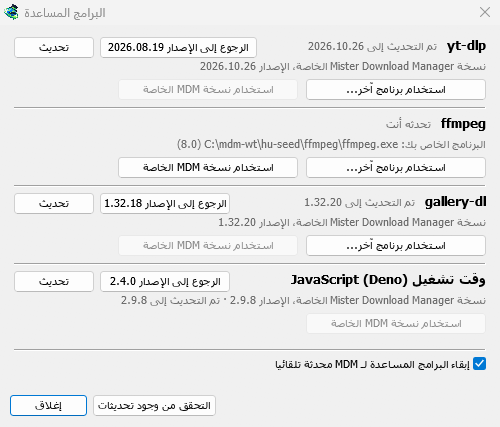 البرامج المساعدة
yt-dlp تم التحديث إلى 2026.10.26 الرجوع إلى الإصدار 2026.08.19 تحديث
نسخة Mister Download Manager الخاصة، الإصدار 2026.10.26
استخدام برنامج آخر... استخدام نسخة MDM الخاصة
ffmpeg تحدثه أنت
البرنامج الخاص بك: C:\mdm-wt\hu-seed\ffmpeg\ffmpeg.exe (8.0)
استخدام برنامج آخر... استخدام نسخة MDM الخاصة
gallery-dl تم التحديث إلى 1.32.20 الرجوع إلى الإصدار 1.32.18 تحديث
نسخة Mister Download Manager الخاصة، الإصدار 1.32.20
استخدام برنامج آخر... استخدام نسخة MDM الخاصة
وقت تشغيل JavaScript (Deno) الرجوع إلى الإصدار 2.4.0 تحديث
نسخة Mister Download Manager الخاصة، الإصدار 2.9.8 · تم التحديث إلى 2.9.8
استخدام نسخة MDM الخاصة
إبقاء البرامج المساعدة لـ MDM محدثة تلقائيا
التحقق من وجود تحديثات إغلاق